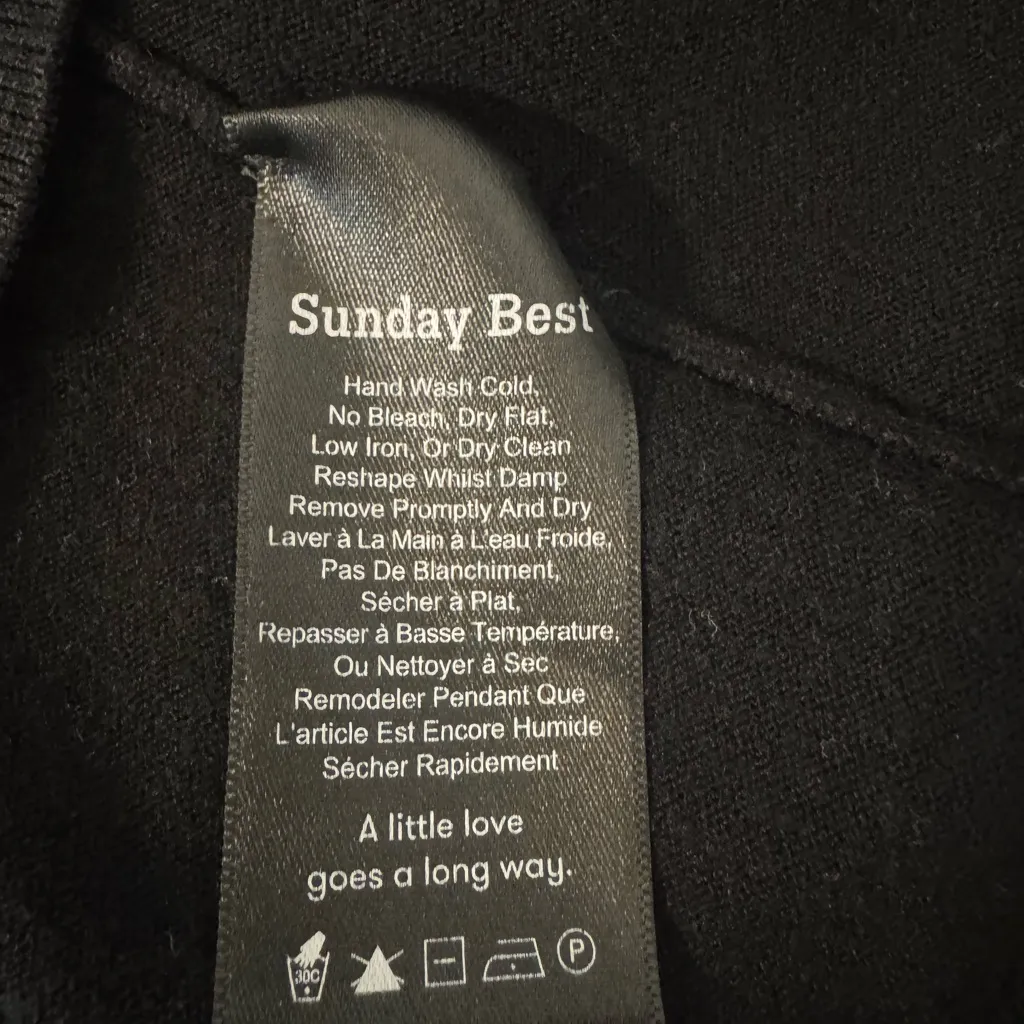 Sunday Best
Hand Wash Cold,
No Bleach, Dry Flat,
Low Iron, Or Dry Clean
Reshape Whilst Damp
Remove Promptly And Dry
Laver à La Main à L'eau Froide,
Pas De Blanchiment,
Sécher à Plat,
Repasser à Basse Température,
Ou Nettoyer à Sec
Remodeler Pendant Que
L'article Est Encore Humide
Sécher Rapidement
A little love
goes a long way.
30C P